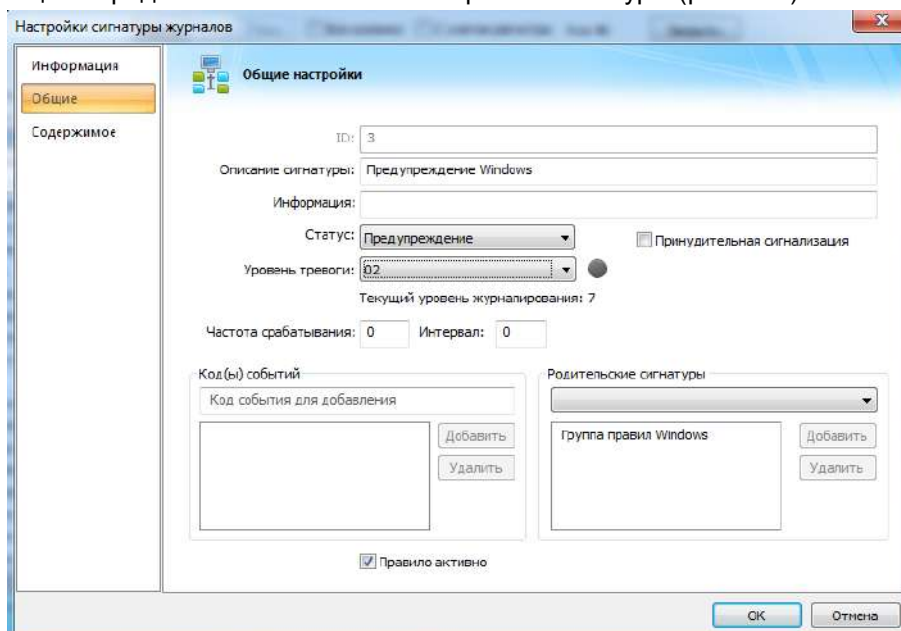 Настройки сигнатуры журналов
Информация
Общие
Содержимое
Общие настройки
ID: 3
Описание сигнатуры: Предупреждение Windows
Информация:
Статус: Предупреждение
Принудительная сигнализация
Уровень тревоги: 02
Текущий уровень журналирования: 7
Частота срабатывания: 0 Интервал: 0
Код(ы) событий
Код события для добавления
Добавить
Удалить
Родительские сигнатуры
Группа правил Windows
Добавить
Удалить
Правило активно
OK Отмена